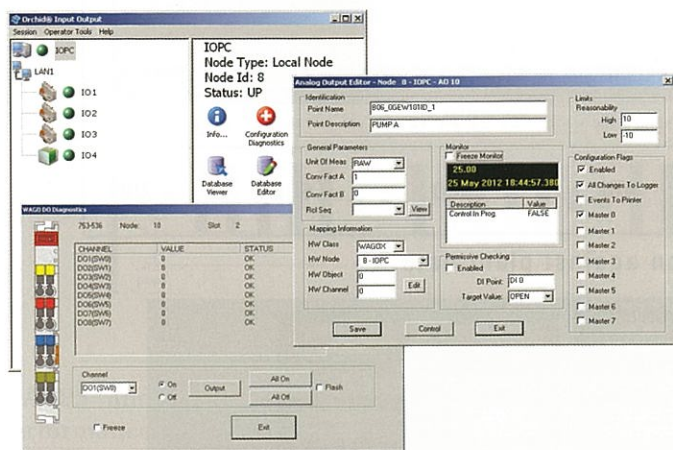 Orchid® Input Output
Session Operator Tools Help
IOPC
LAN1
IO1
IO2
IO3
IO4
IOPC
Node Type: Local Node
Node Id: 8
Status: UP
Info...
Configuration Diagnostics
Database Viewer
Database Editor
Analog Output Editor - Node 8 - IOPC - AO 10
Identification
Point Name B06_0GEW181ID_1
Point Description PUMP A
Limits
Reasonability
High 10
Low -10
General Parameters
Unit Of Meas RAW
Conv Fact A 1
Conv Fact B 0
Rcl Seq View
Mapping Information
HW Class WAGOX
HW Node 8 - IOPC
HW Object 0
HW Channel 0 Edit
Monitor
Freeze Monitor
25.00
25 May 2012 18:44:57.380
Description Value
Control In Prog FALSE
Permissive Checking
Enabled
DI Point: DI 0
Target Value: OPEN
Configuration Flags
Enabled
All Changes To Logger
Events To Printer
Master 0
Master 1
Master 2
Master 3
Master 4
Master 5
Master 6
Master 7
Save Control Exit
WAGO DO Diagnostics
753-536 Node: 10 Slot 2
CHANNEL VALUE STATUS
DO1(SW0) 0 OK
DO2(SW1) 0 OK
DO3(SW2) 0 OK
DO4(SW3) 0 OK
DO5(SW4) 0 OK
DO6(SW5) 0 OK
DO7(SW6) 0 OK
DO8(SW7) 0 OK
Channel
DO1(SW0)
On
Off
Output
All On
All Off
Flash
Freeze
Exit